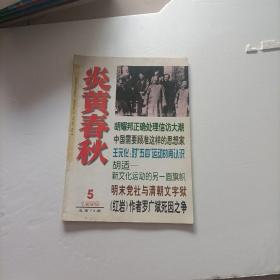 炎黄春秋
胡耀邦正确处理信访大潮
中国需要顾准这样的思想家
王元化：对“五四”运动的再认识
胡适—
新文化运动的另一面旗帜
明末党社与清朝文字狱
《红岩》作者罗广斌死因之争
5